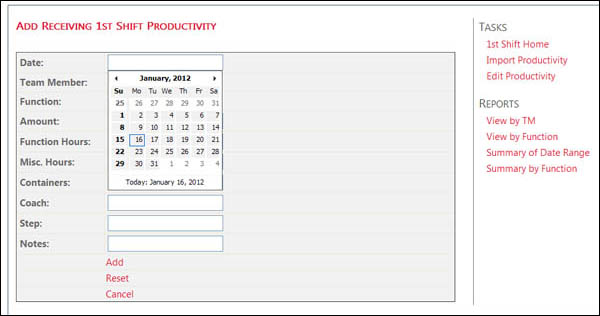 ADD RECEIVING 1ST SHIFT PRODUCTIVITY
Date:
January, 2012
Su Mo Tu We Th Fr Sa
25 26 27 28 29 30 31
1 2 3 4 5 6 7
8 9 10 11 12 13 14
15 16 17 18 19 20 21
22 23 24 25 26 27 28
29 30 31 1 2 3 4
Today: January 16, 2012
Team Member:
Function:
Amount:
Function Hours:
Misc. Hours:
Containers:
Coach:
Step:
Notes:
Add
Reset
Cancel
TASKS
1st Shift Home
Import Productivity
Edit Productivity
REPORTS
View by TM
View by Function
Summary of Date Range
Summary by Function